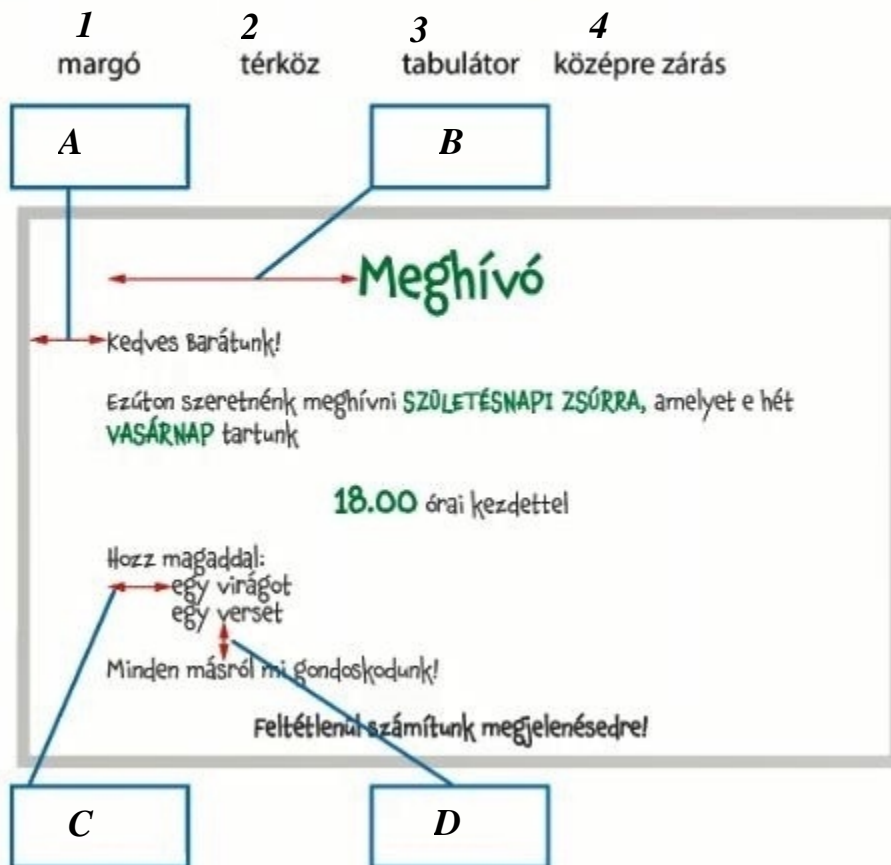 1 2 3 4
margó térköz tabulátor középre zárás
A B
Meghívó
Kedves Barátunk!
Ezúton szeretnénk meghívni SZÜLETÉSNAPI ZSÚRRA, amelyet e hét
VASÁRNAP tartunk
18.00 órai kezdettel
Hozz magaddal:
egy virágot
egy verset
Minden másról mi gondoskodunk!
Feltétlenül számítunk megjelenésedre!
C D